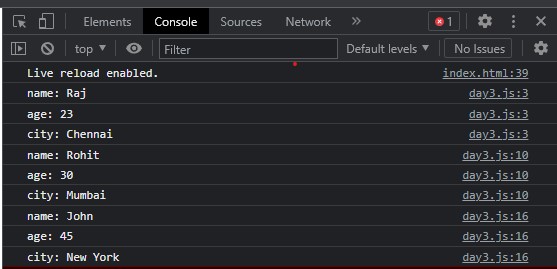 Elements Console Sources Network » 1
top Filter Default levels No Issues
Live reload enabled. index.html:39
name: Raj day3.js:3
age: 23 day3.js:3
city: Chennai day3.js:3
name: Rohit day3.js:10
age: 30 day3.js:10
city: Mumbai day3.js:10
name: John day3.js:16
age: 45 day3.js:16
city: New York day3.js:16